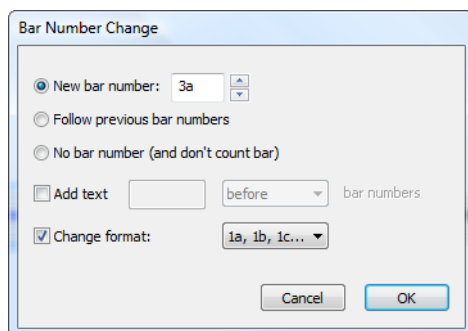 Bar Number Change
New bar number: 3a
Follow previous bar numbers
No bar number (and don't count bar)
Add text before bar numbers
Change format: 1a, 1b, 1c...
Cancel OK